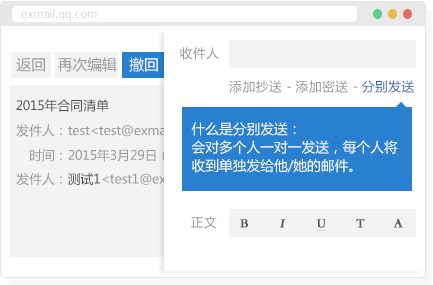 exmail.qq.com
返回 再次编辑 撤回
2015年合同清单
发件人：test<test@exma
时间：2015年3月29日
发件人：测试1<test1@ex
收件人
添加抄送 - 添加密送 - 分别发送
什么是分别发送：
会对多个人一对一发送，每个人将
收到单独发给他/她的邮件。
正文 B I U T A